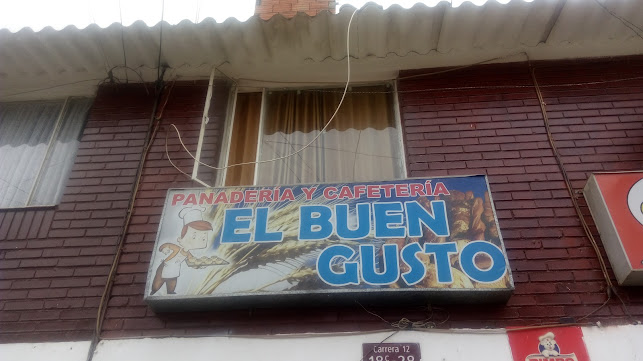 PANADERÍA Y CAFETERÍA
EL BUEN
GUSTO
Carrera 12